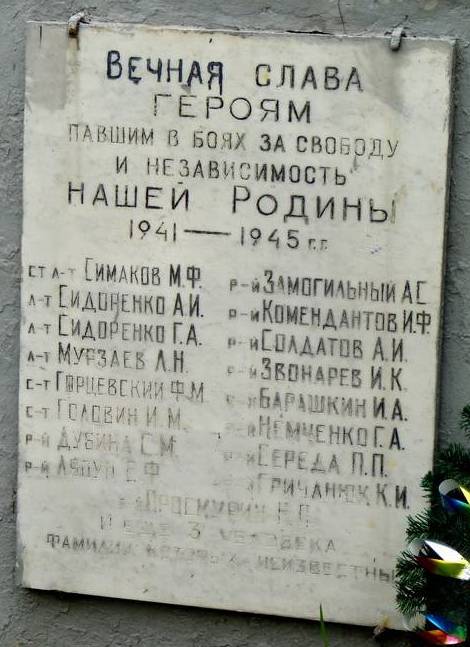 Вечная слава
героям
павшим в боях за свободу
и независимость
нашей Родины
1941 — 1945 г.г.
ст л-т Симаков М.Ф.
л-т Сидоренко А.И.
л-т Сидоренко Г.А.
л-т Мурзаев Л.Н.
с-т Горцевский Ф.М
с-т Головин И.М.
р-й Дубина С.М.
р-й
р-й Замогильный А С
р-й Комендантов И.Ф
р-й Солдатов А.И.
р-й Звонарев И.К
р-й Барашкин И.А.
р-й Немченко Г.А.
р-й Середа П.П.
р-й Гричанюк К.И.
и еще 3 человека
фамилии которых неизвестны